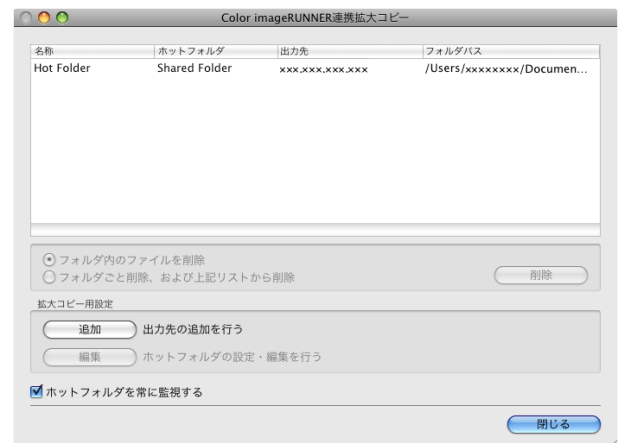 Color imageRUNNER連携拡大コピー
名称 ホットフォルダ 出力先 フォルダパス
Hot Folder Shared Folder xxx.xxx.xxx.xxx /Users/xxxxxxxx/Documen...
フォルダ内のファイルを削除
フォルダごと削除、および上記リストから削除 削除
拡大コピー用設定
追加 出力先の追加を行う
編集 ホットフォルダの設定・編集を行う
ホットフォルダを常に監視する
閉じる